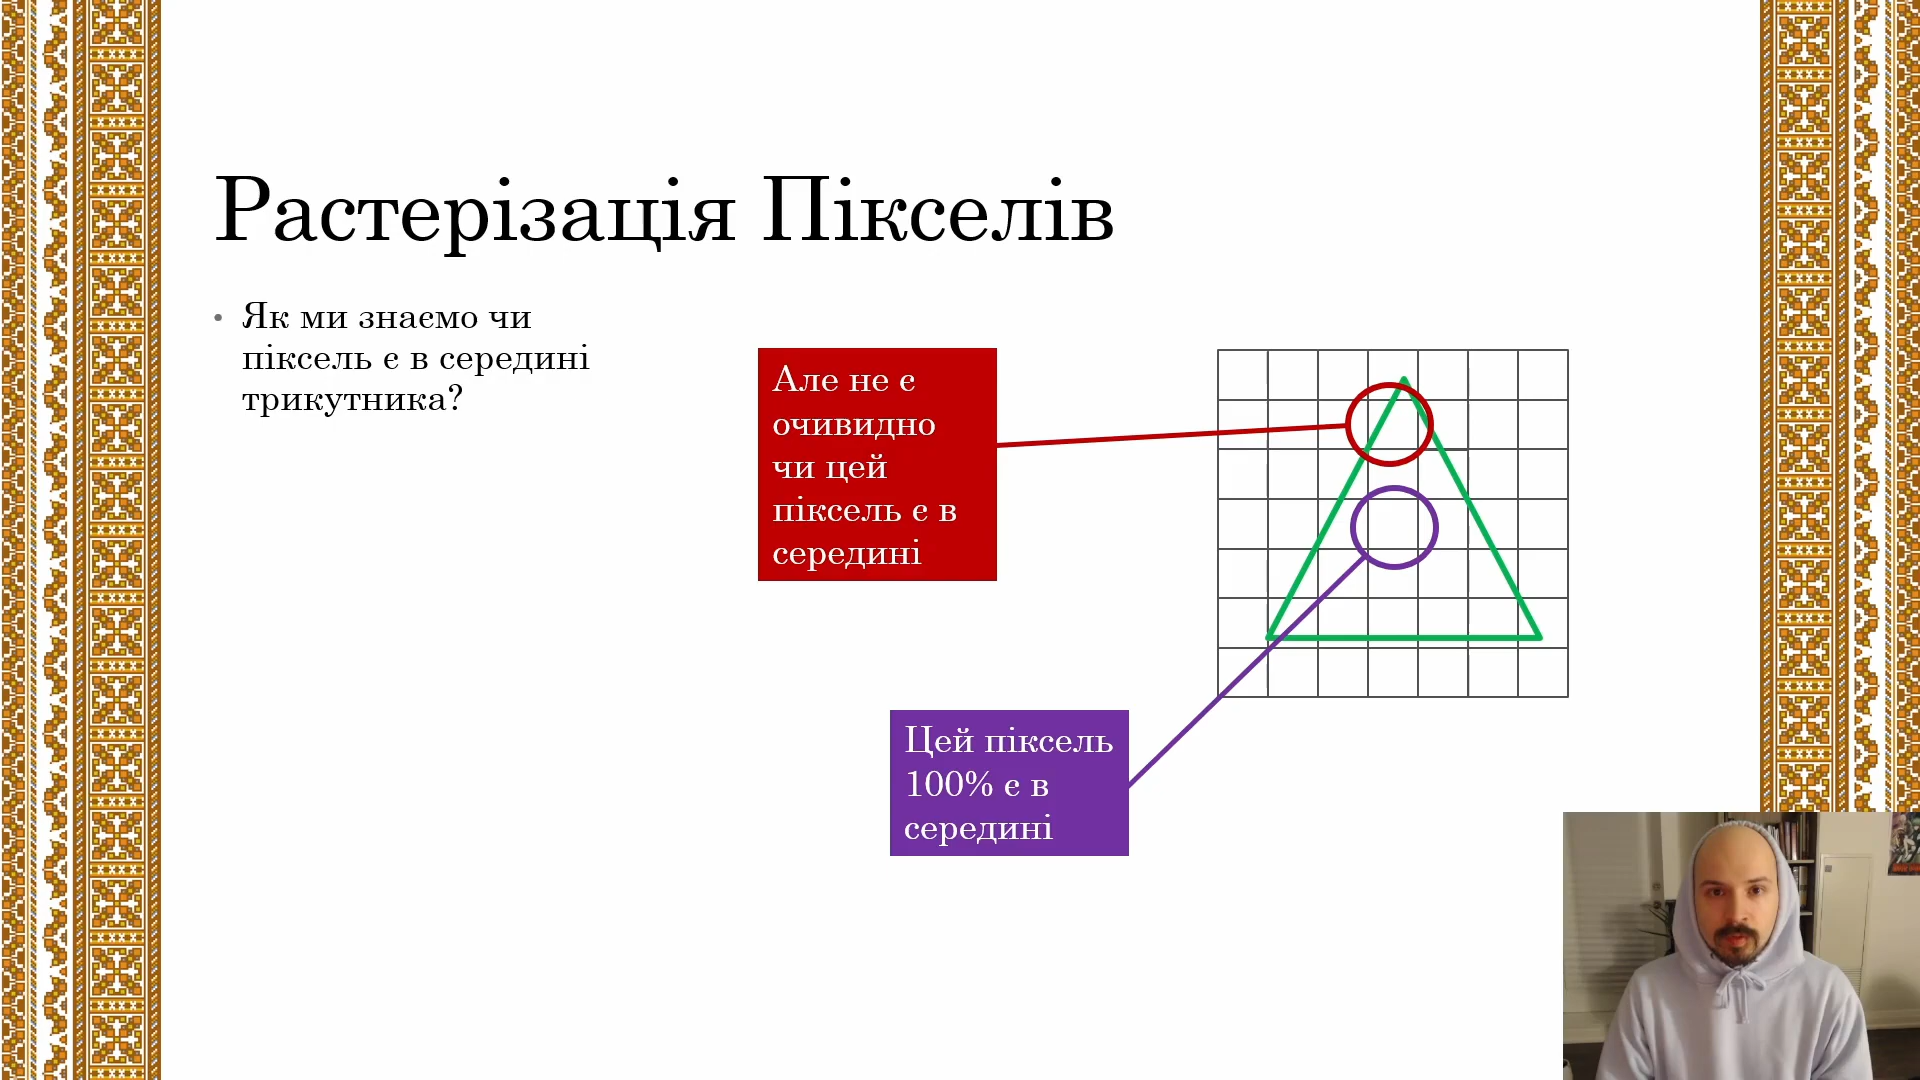 Растерізація Пікселів
• Як ми знаємо чи
піксель є в середині
трикутника?
Але не є
очивидно
чи цей
піксель є в
середині
Цей піксель
100% є в
середині